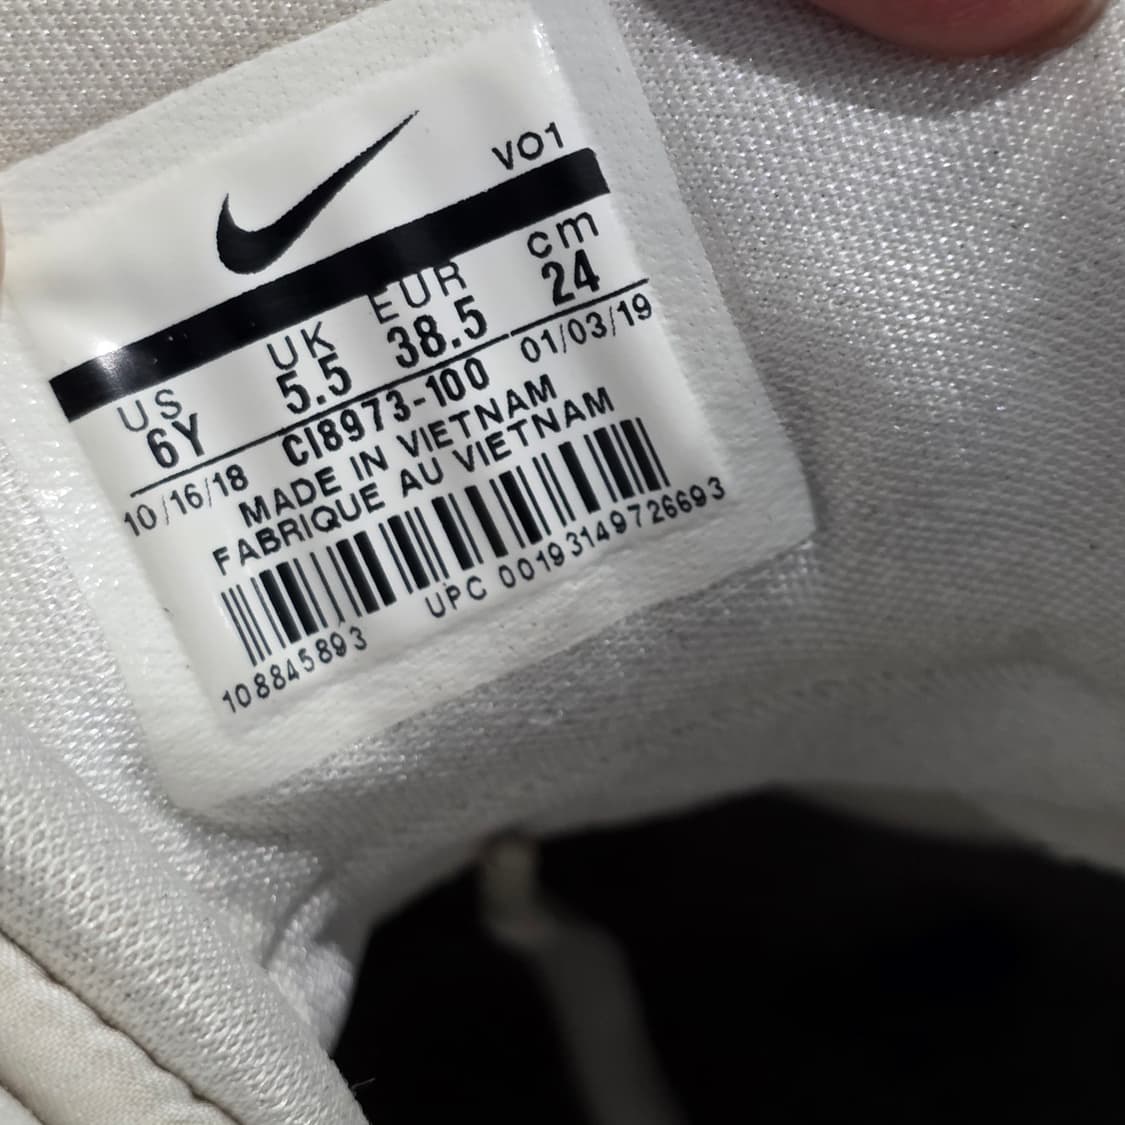 VO1
US UK EUR cm
6Y 5.5 38.5 24
10/16/18 CI8973-100 01/03/19
MADE IN VIETNAM
FABRIQUE AU VIETNAM
108845893 UPC 00193149726693